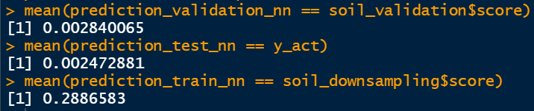 > mean(prediction_validation_nn == soil_validation$score)
[1] 0.002840065
> mean(prediction_test_nn == y_act)
[1] 0.002472881
> mean(prediction_train_nn == soil_downsampling$score)
[1] 0.2886583